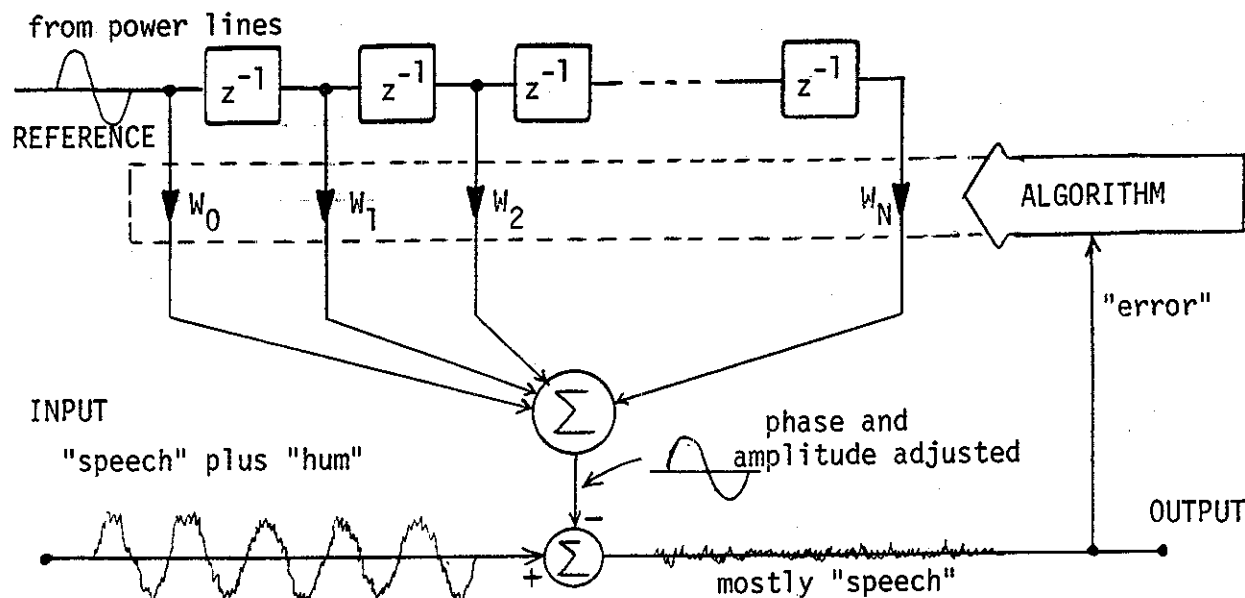 from power lines
z⁻¹ z⁻¹ z⁻¹ z⁻¹
REFERENCE
W₀ W₁ W₂ W_N
ALGORITHM
"error"
Σ
INPUT
"speech" plus "hum"
phase and
amplitude adjusted
−
+ Σ
OUTPUT
mostly "speech"